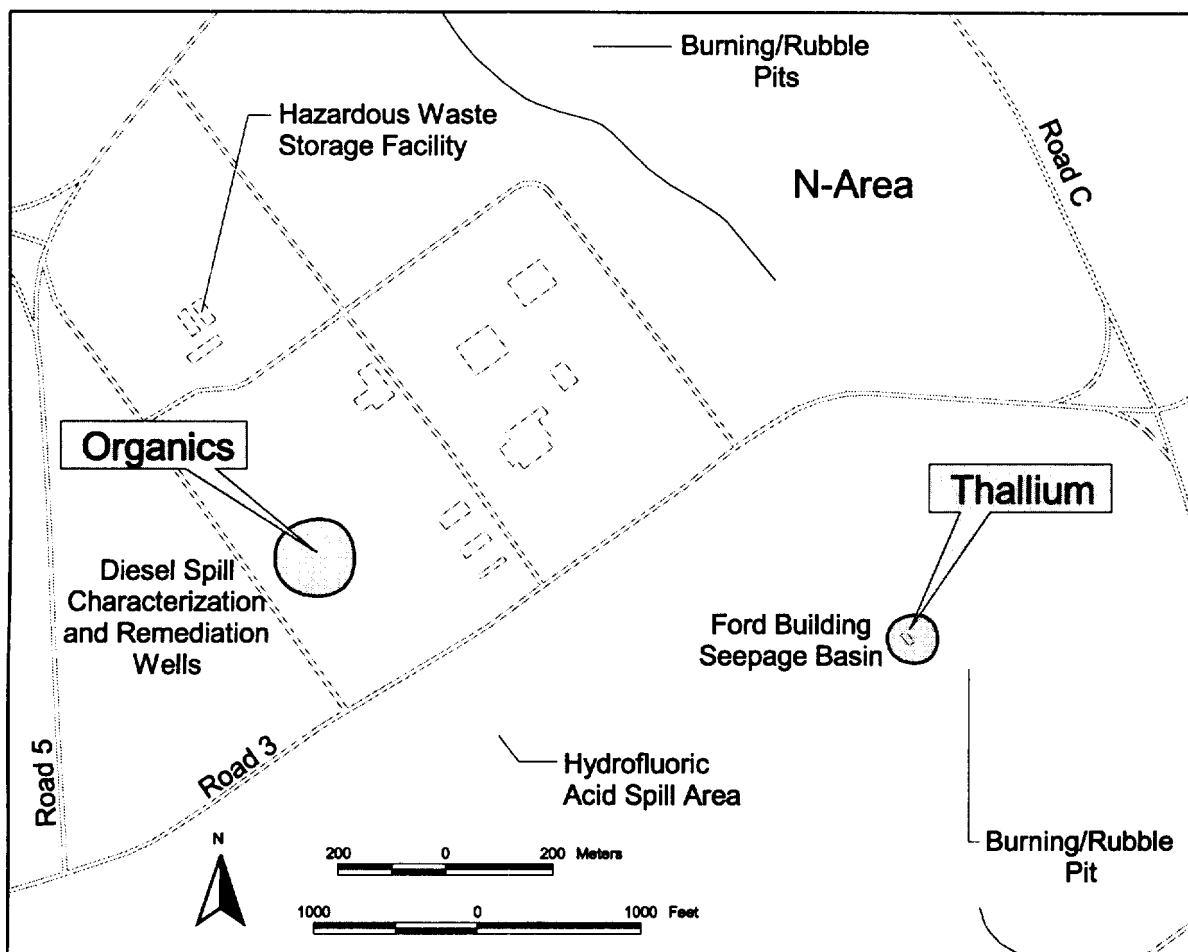 Burning/Rubble
Pits
Hazardous Waste
Storage Facility
Road C
N-Area
Organics
Thallium
Diesel Spill
Characterization
and Remediation
Wells
Ford Building
Seepage Basin
Road 5
Road 3
Hydrofluoric
Acid Spill Area
Burning/Rubble
Pit
N
200 0 200 Meters
1000 0 1000 Feet